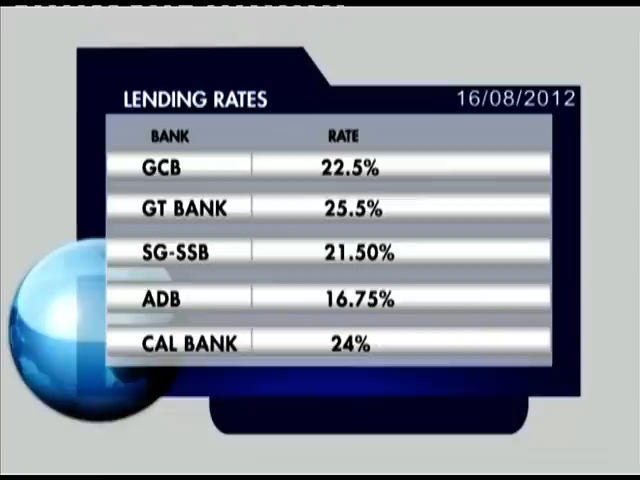 LENDING RATES 16/08/2012
BANK RATE
GCB 22.5%
GT BANK 25.5%
SG-SSB 21.50%
ADB 16.75%
CAL BANK 24%